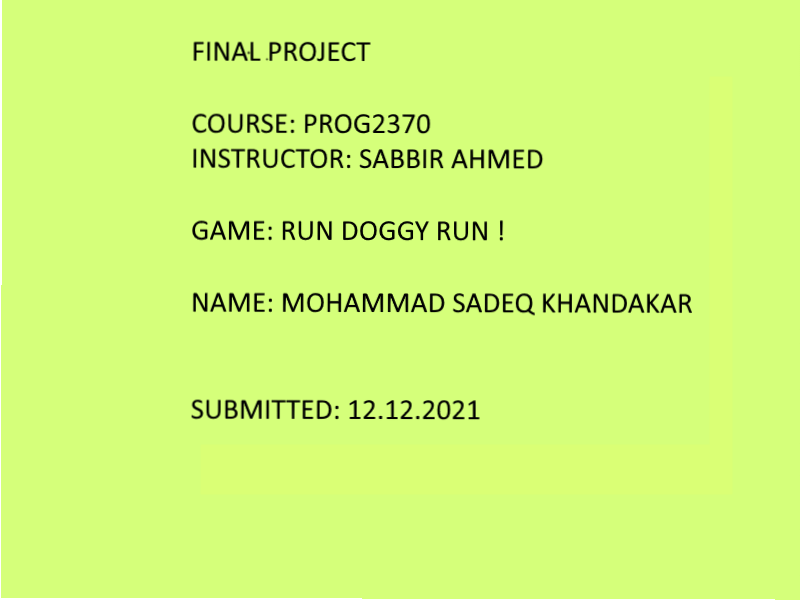 FINAL PROJECT
COURSE: PROG2370
INSTRUCTOR: SABBIR AHMED
GAME: RUN DOGGY RUN !
NAME: MOHAMMAD SADEQ KHANDAKAR
SUBMITTED: 12.12.2021